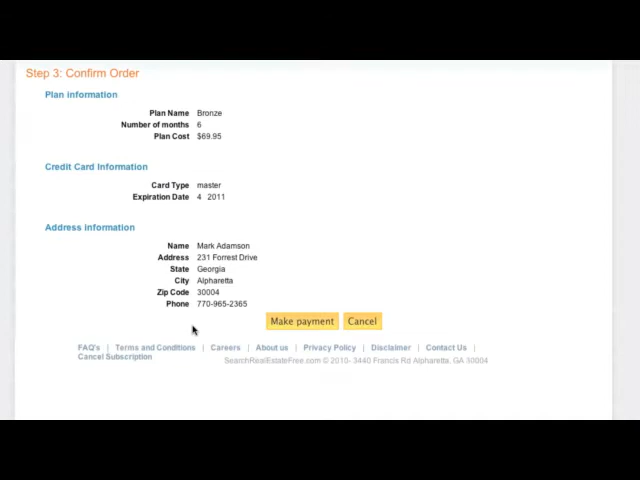 Step 3: Confirm Order
Plan information
Plan Name Bronze
Number of months 6
Plan Cost $69.95
Credit Card Information
Card Type master
Expiration Date 4 2011
Address information
Name Mark Adamson
Address 231 Forrest Drive
State Georgia
City Alpharetta
Zip Code 30004
Phone 770-965-2365
Make payment Cancel
FAQ's | Terms and Conditions | Careers | About us | Privacy Policy | Disclaimer | Contact Us |
Cancel Subscription
SearchRealEstateFree.com © 2010- 3440 Francis Rd Alpharetta, GA 30004